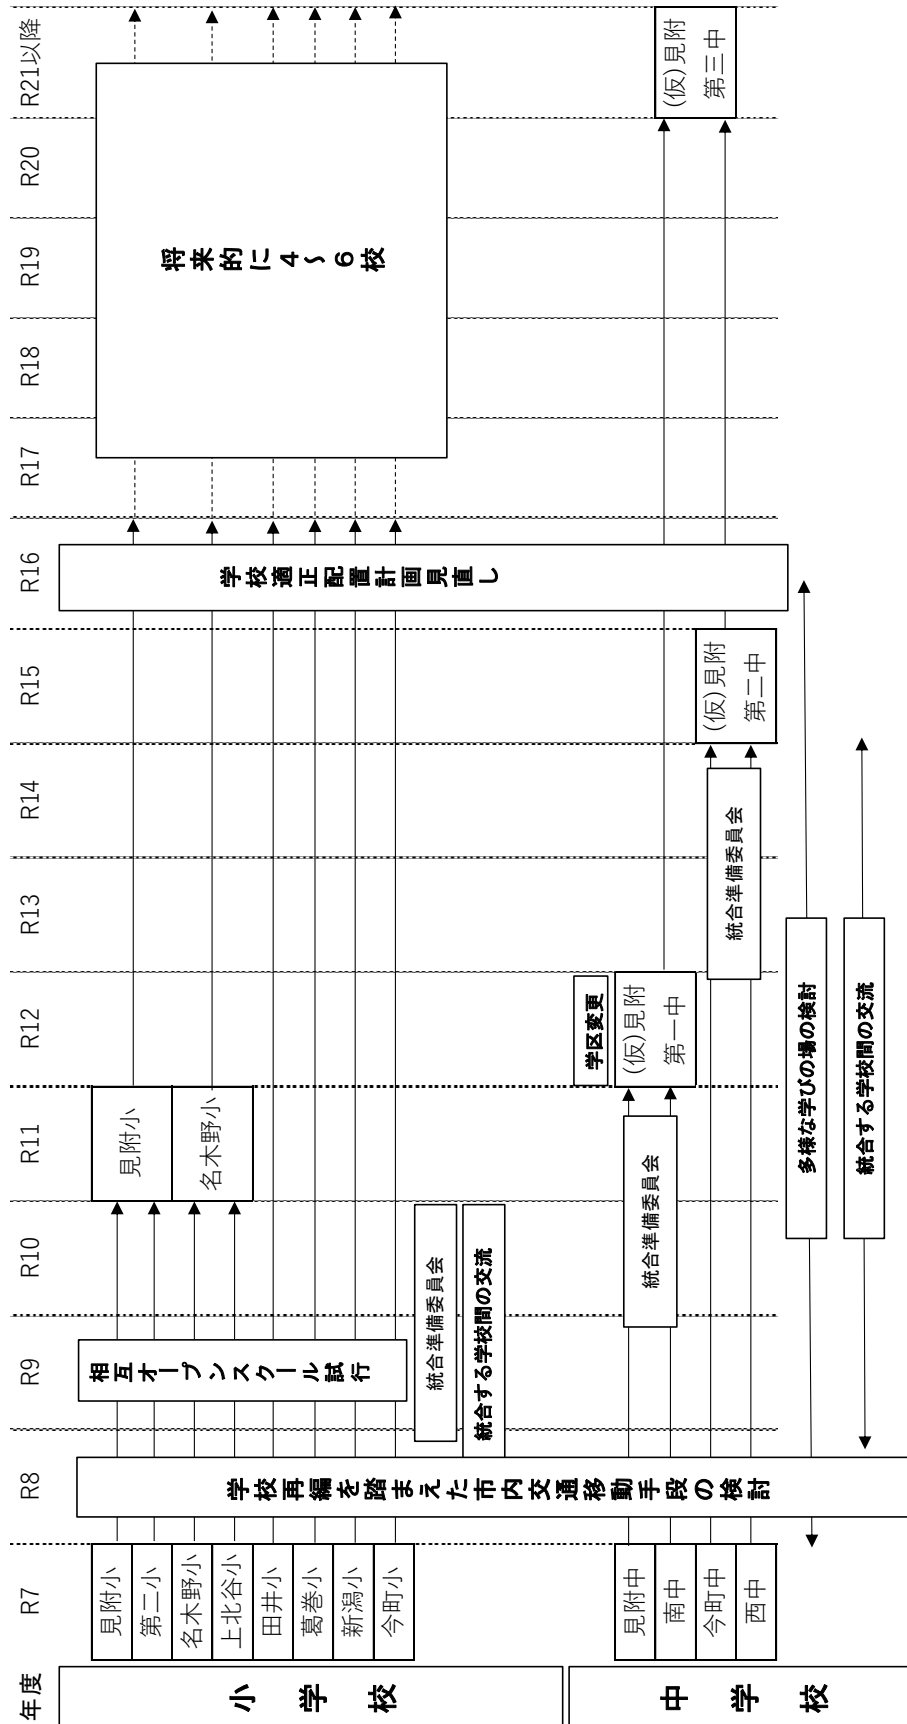 年度
R7
R8
R9
R10
R11
R12
R13
R14
R15
R16
R17
R18
R19
R20
R21以降
小学校
見附小
第二小
名木野小
上北谷小
田井小
葛巻小
新潟小
今町小
相互オープンスクール試行
統合準備委員会
統合する学校間の交流
見附小
名木野小
学校適正配置計画見直し
将来的に４～６校
学校再編を踏まえた市内交通移動手段の検討
中学校
見附中
南中
今町中
西中
統合準備委員会
学区変更
(仮)見附
第一中
統合準備委員会
(仮)見附
第二中
(仮)見附
第三中
多様な学びの場の検討
統合する学校間の交流